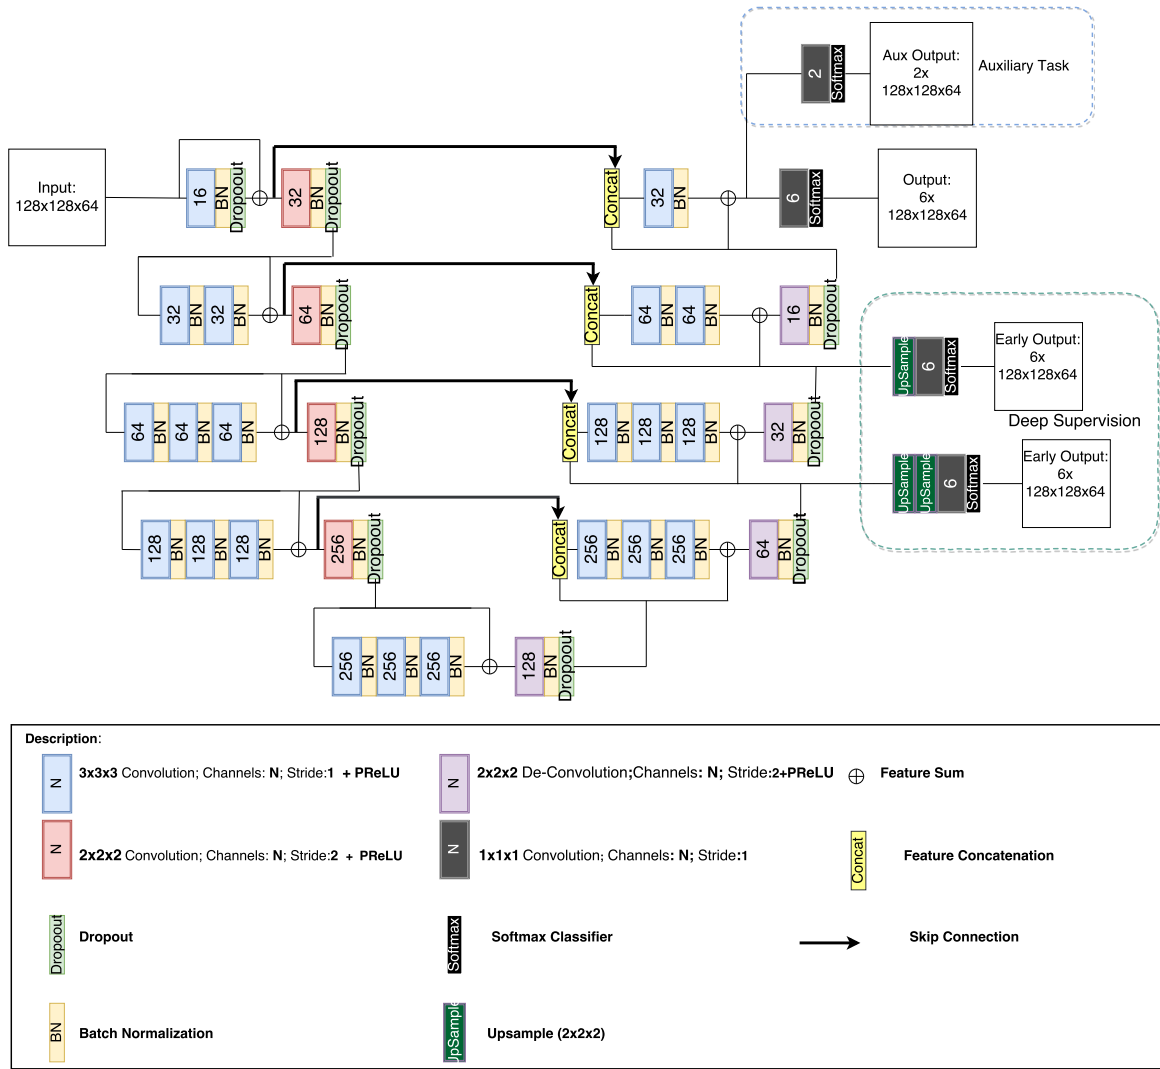 Aux Output:
2x
128x128x64
Auxiliary Task
2
Softmax
Input:
128x128x64
16
BN
Dropoout
32
BN
Dropoout
Concat
32
BN
6
Softmax
Output:
6x
128x128x64
32
BN
32
BN
64
BN
Dropoout
Concat
64
BN
64
BN
16
BN
Dropoout
UpSample
6
Softmax
Early Output:
6x
128x128x64
Deep Supervision
64
BN
64
BN
64
BN
128
BN
Dropoout
Concat
128
BN
128
BN
128
BN
32
BN
Dropoout
UpSample
UpSample
6
Softmax
Early Output:
6x
128x128x64
128
BN
128
BN
128
BN
256
BN
Dropoout
Concat
256
BN
256
BN
256
BN
64
BN
Dropoout
256
BN
256
BN
256
BN
128
BN
Dropoout
Description:
N
3x3x3 Convolution; Channels: N; Stride:1 + PReLU
N
2x2x2 De-Convolution;Channels: N; Stride:2+PReLU
Feature Sum
N
2x2x2 Convolution; Channels: N; Stride:2 + PReLU
N
1x1x1 Convolution; Channels: N; Stride:1
Concat
Feature Concatenation
Dropoout
Dropout
Softmax
Softmax Classifier
Skip Connection
BN
Batch Normalization
UpSample
Upsample (2x2x2)